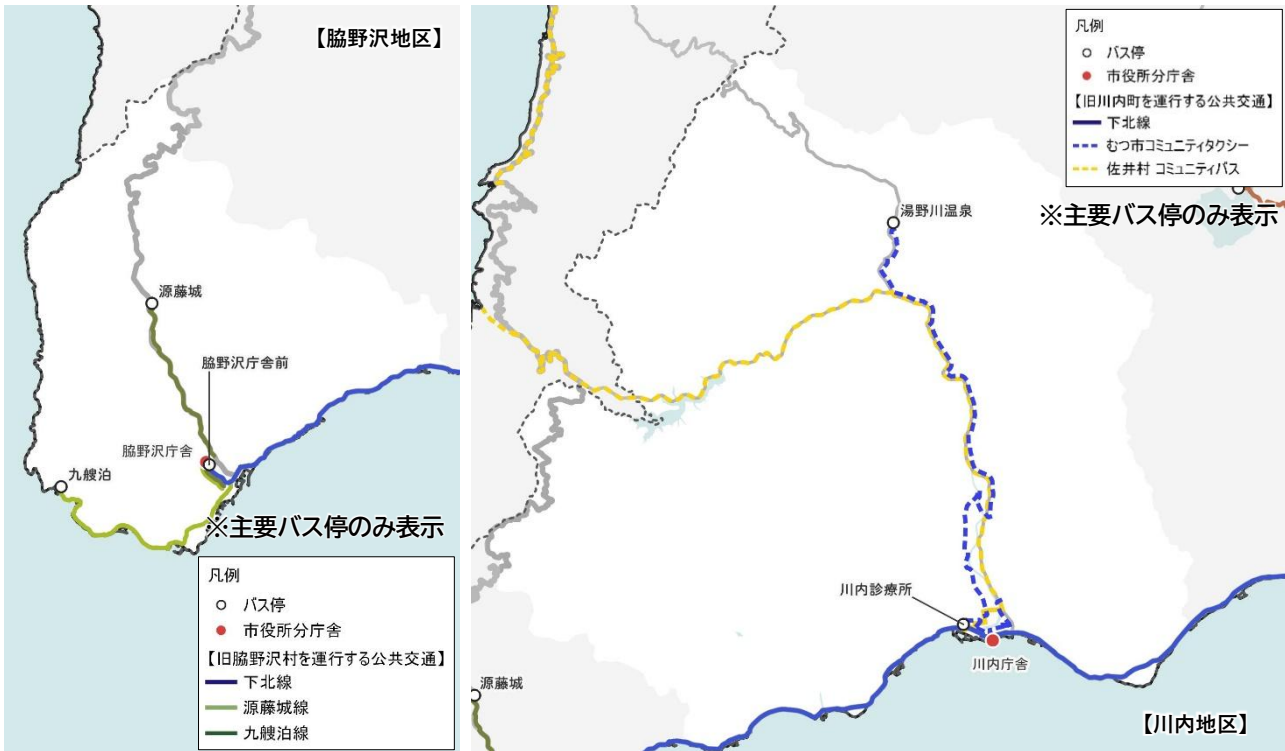 【脇野沢地区】
源藤城
脇野沢庁舎前
脇野沢庁舎
九艘泊
※主要バス停のみ表示
凡例
バス停
市役所分庁舎
【旧脇野沢村を運行する公共交通】
下北線
源藤城線
九艘泊線
凡例
バス停
市役所分庁舎
【旧川内町を運行する公共交通】
下北線
むつ市コミュニティタクシー
佐井村 コミュニティバス
※主要バス停のみ表示
湯野川温泉
川内診療所
川内庁舎
源藤城
【川内地区】